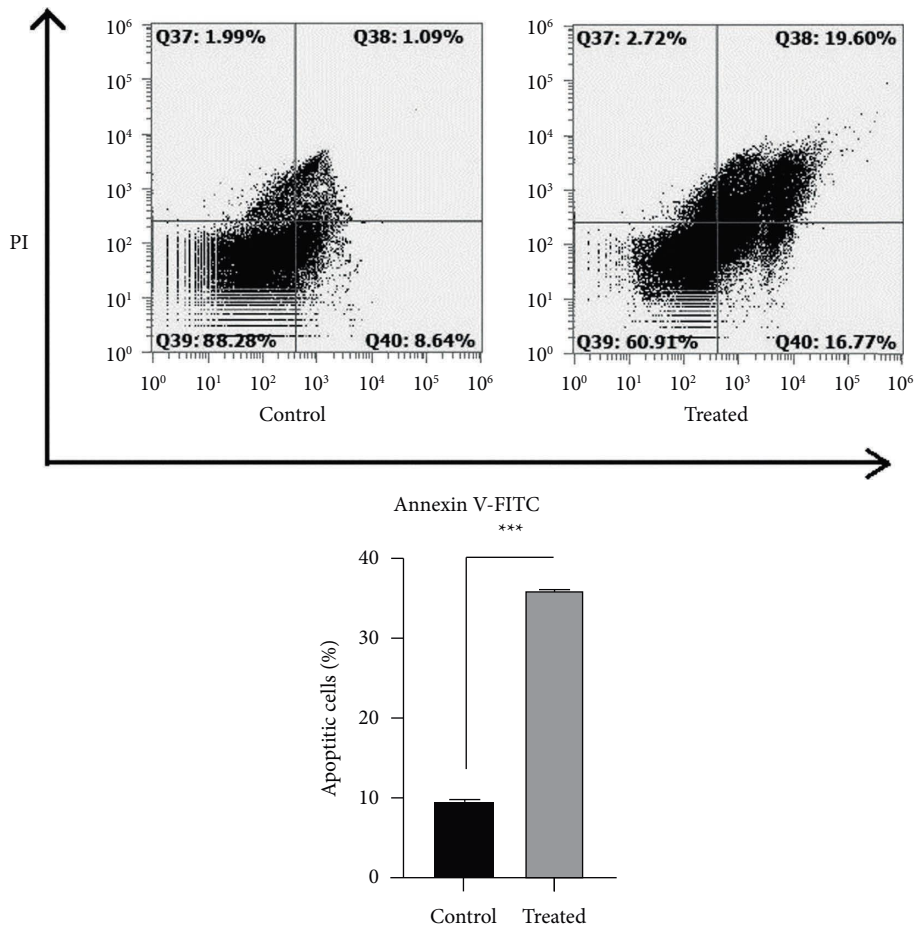 Q37: 1.99% Q38: 1.09%
Q39: 88.28% Q40: 8.64%
10⁶
10⁵
10⁴
10³
10²
10¹
10⁰
10⁰ 10¹ 10² 10³ 10⁴ 10⁵ 10⁶
Control
Q37: 2.72% Q38: 19.60%
Q39: 60.91% Q40: 16.77%
10⁶
10⁵
10⁴
10³
10²
10¹
10⁰
10⁰ 10¹ 10² 10³ 10⁴ 10⁵ 10⁶
Treated
PI
Annexin V-FITC
***
40
30
20
10
0
Apoptitic cells (%)
Control Treated